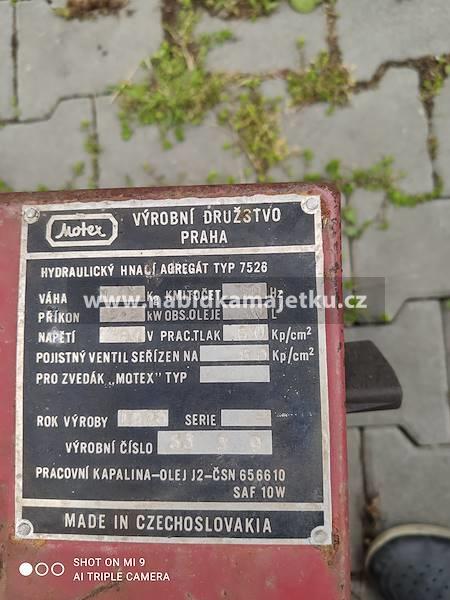 Motex
VÝROBNÍ DRUŽSTVO
PRAHA
HYDRAULICKÝ HNACÍ AGREGÁT TYP 7526
VÁHA Kg KMITOČET Hz
www.nabidkamajetku.cz
PŘÍKON kW OBS.OLEJE L
NAPĚTÍ V PRAC.TLAK Kp/cm²
POJISTNÝ VENTIL SEŘÍZEN NA Kp/cm²
PRO ZVEDÁK „MOTEX" TYP
ROK VÝROBY SERIE
VÝROBNÍ ČÍSLO
PRACOVNÍ KAPALINA-OLEJ J2-ČSN 656610
SAF 10W
MADE IN CZECHOSLOVAKIA
SHOT ON MI 9
AI TRIPLE CAMERA